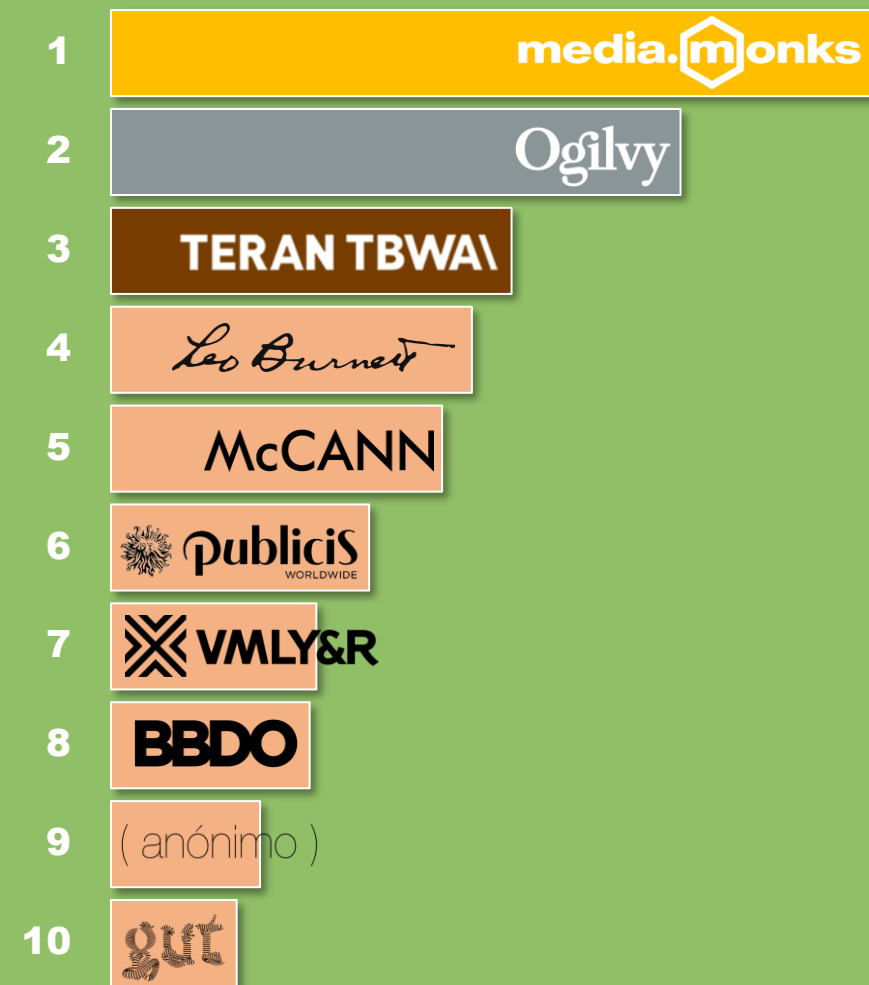 1 media.monks
2 Ogilvy
3 TERAN TBWA\
4 Leo Burnett
5 McCANN
6 publicis
WORLDWIDE
7 VMLY&R
8 BBDO
9 ( anónimo )
10 gut